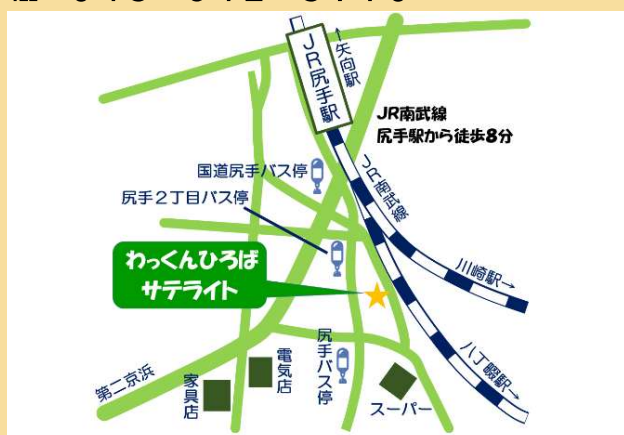 JR尻手駅
↑矢向駅
JR南武線
尻手駅から徒歩8分
国道尻手バス停
JR南武線
尻手2丁目バス停
わっくんひろば
サテライト
川崎駅→
尻手バス停
八丁畷駅→
第二京浜
電気店
家具店
スーパー